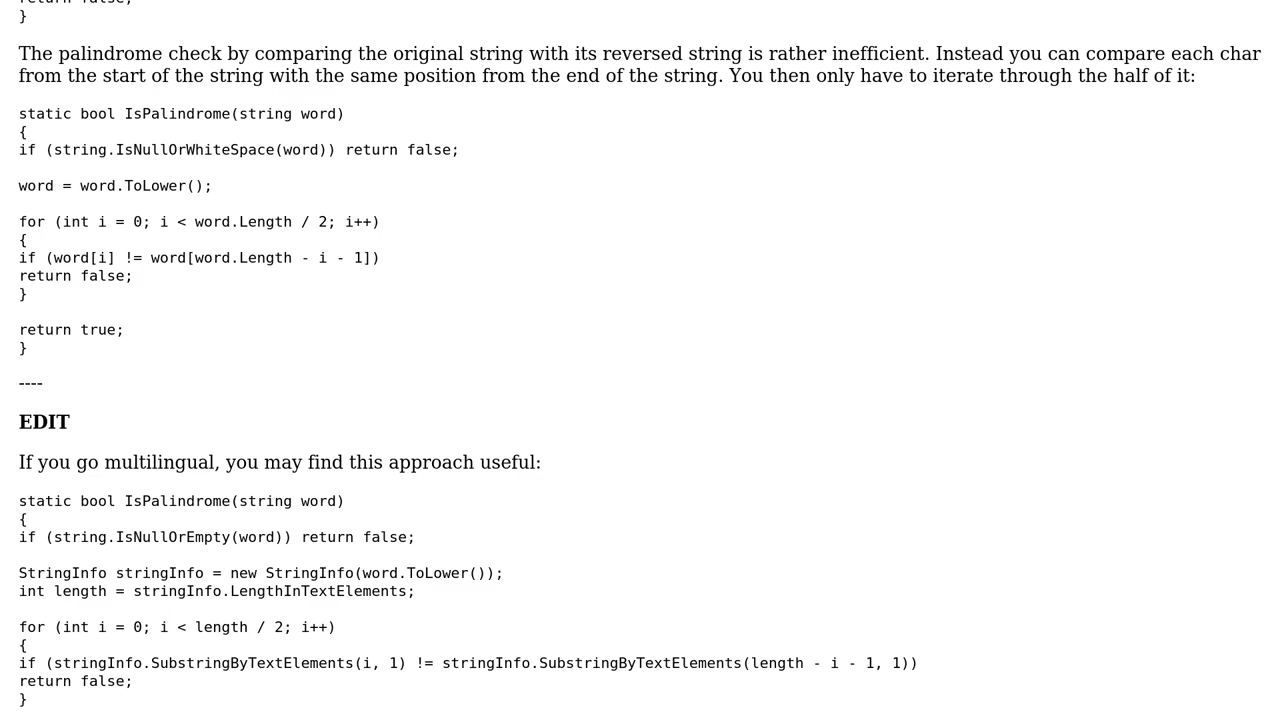 return false;
}
The palindrome check by comparing the original string with its reversed string is rather inefficient. Instead you can compare each char
from the start of the string with the same position from the end of the string. You then only have to iterate through the half of it:
static bool IsPalindrome(string word)
{
if (string.IsNullOrWhiteSpace(word)) return false;
word = word.ToLower();
for (int i = 0; i < word.Length / 2; i++)
{
if (word[i] != word[word.Length - i - 1])
return false;
}
return true;
}
----
EDIT
If you go multilingual, you may find this approach useful:
static bool IsPalindrome(string word)
{
if (string.IsNullOrEmpty(word)) return false;
StringInfo stringInfo = new StringInfo(word.ToLower());
int length = stringInfo.LengthInTextElements;
for (int i = 0; i < length / 2; i++)
{
if (stringInfo.SubstringByTextElements(i, 1) != stringInfo.SubstringByTextElements(length - i - 1, 1))
return false;
}